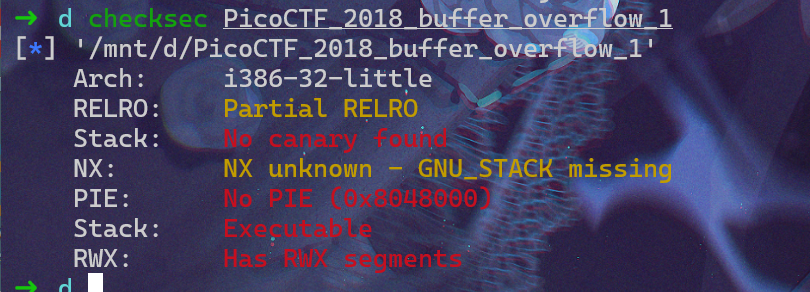 ➜ d checksec PicoCTF_2018_buffer_overflow_1
[*] '/mnt/d/PicoCTF_2018_buffer_overflow_1'
Arch: i386-32-little
RELRO: Partial RELRO
Stack: No canary found
NX: NX unknown - GNU_STACK missing
PIE: No PIE (0x8048000)
Stack: Executable
RWX: Has RWX segments
➜ d